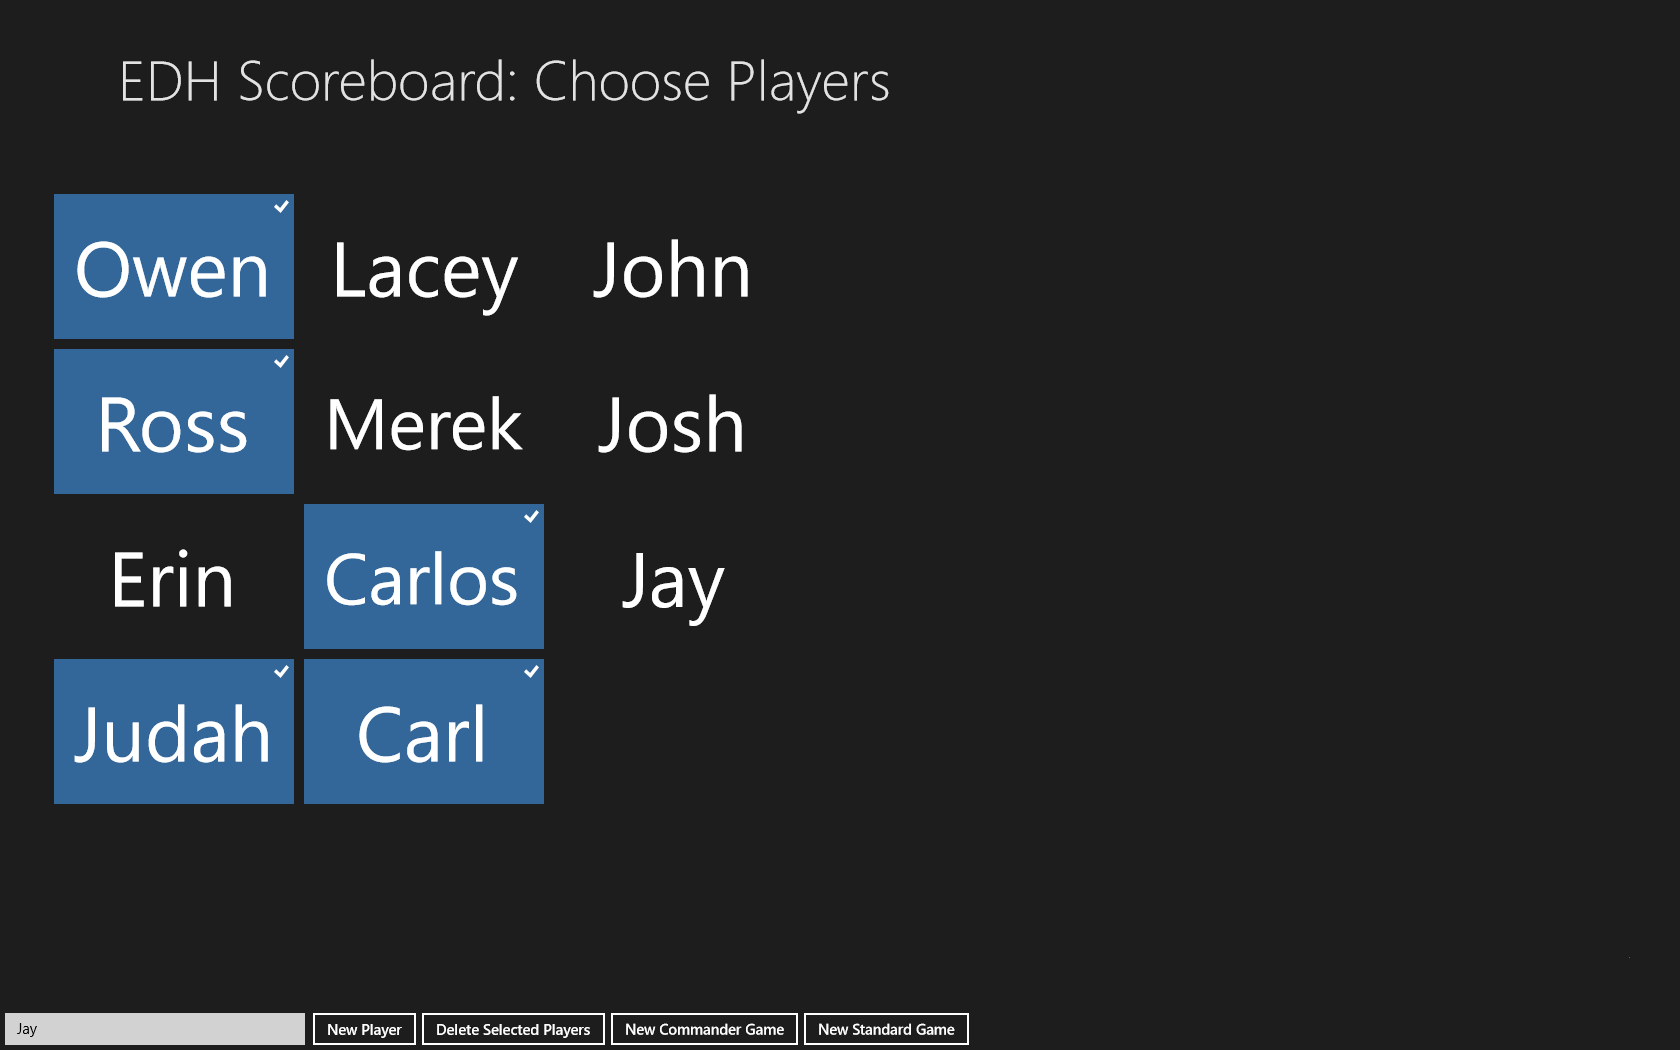 EDH Scoreboard: Choose Players
Owen Lacey John
Ross Merek Josh
Erin Carlos Jay
Judah Carl
Jay New Player Delete Selected Players New Commander Game New Standard Game